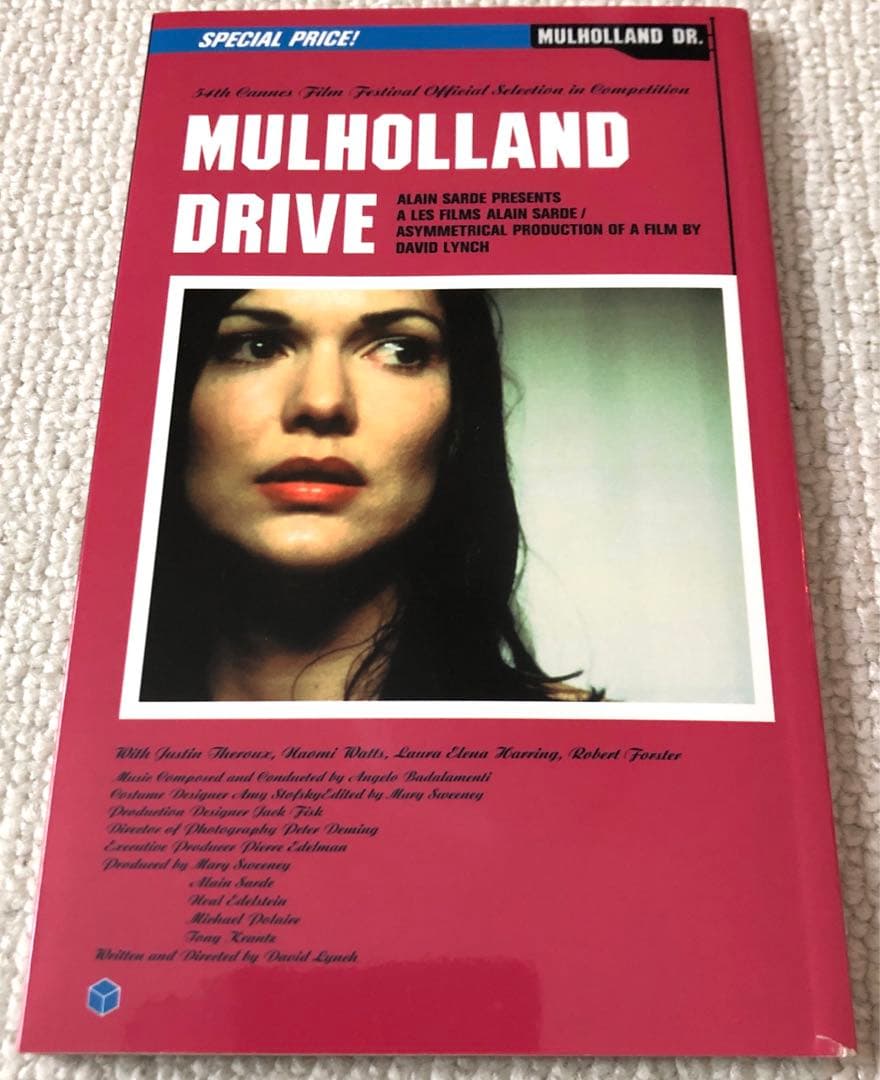 SPECIAL PRICE!
MULHOLLAND DR.
54th Cannes Film Festival Official Selection in Competition
MULHOLLAND
DRIVE
ALAIN SARDE PRESENTS
A LES FILMS ALAIN SARDE /
ASYMMETRICAL PRODUCTION OF A FILM BY
DAVID LYNCH
With Justin Theroux, Naomi Watts, Laura Elena Harring, Robert Forster
Music Composed and Conducted by Angelo Badalamenti
Costume Designer Amy StofskyEdited by Mary Sweeney
Production Designer Jack Fisk
Director of Photography Peter Deming
Executive Producer Pierre Edelman
Produced by Mary Sweeney
Alain Sarde
Neal Edelstein
Michael Polaire
Tony Krantz
Written and Directed by David Lynch